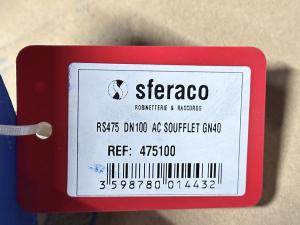 sferaco
ROBINETTERIE & RACCORDS
RS475 DN100 AC SOUFFLET GN40
REF: 475100
3 598780 014432